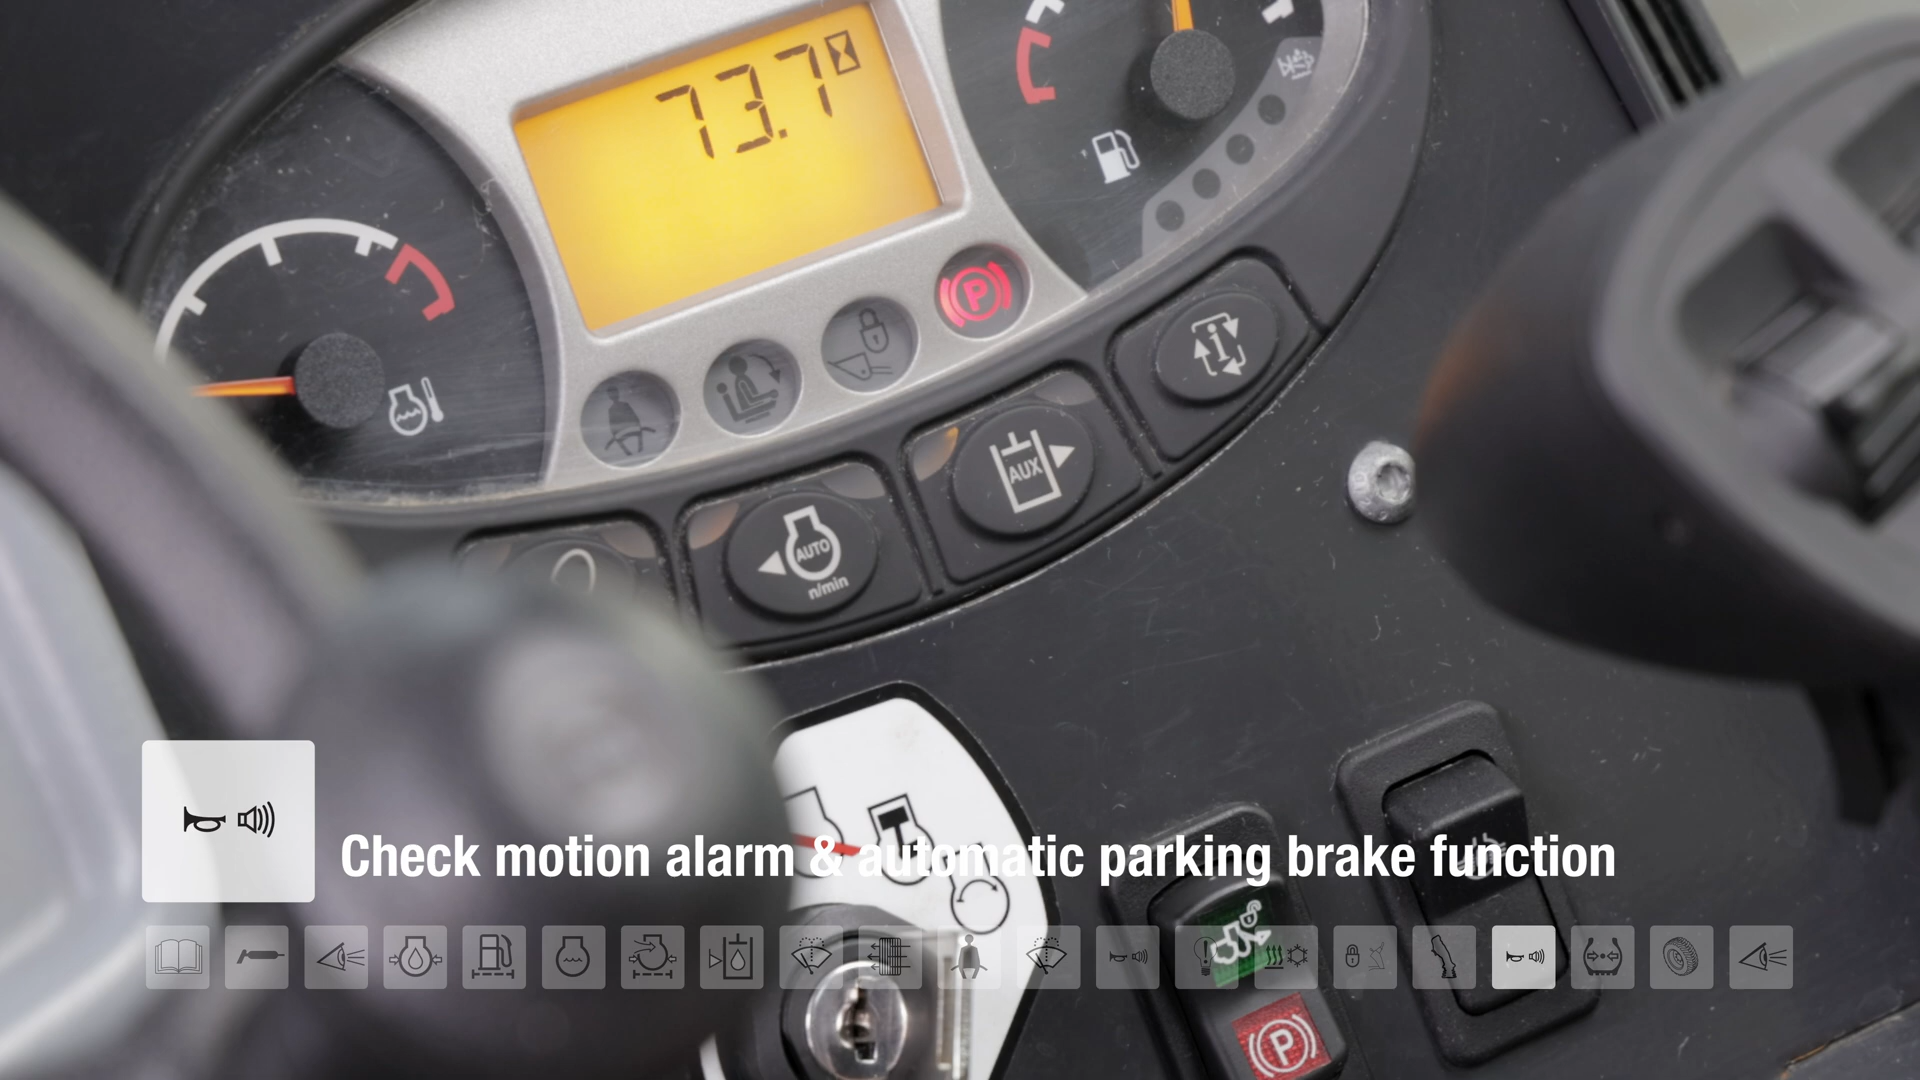 73.7
P
i
AUX
AUTO
n/min
Check motion alarm & automatic parking brake function
P